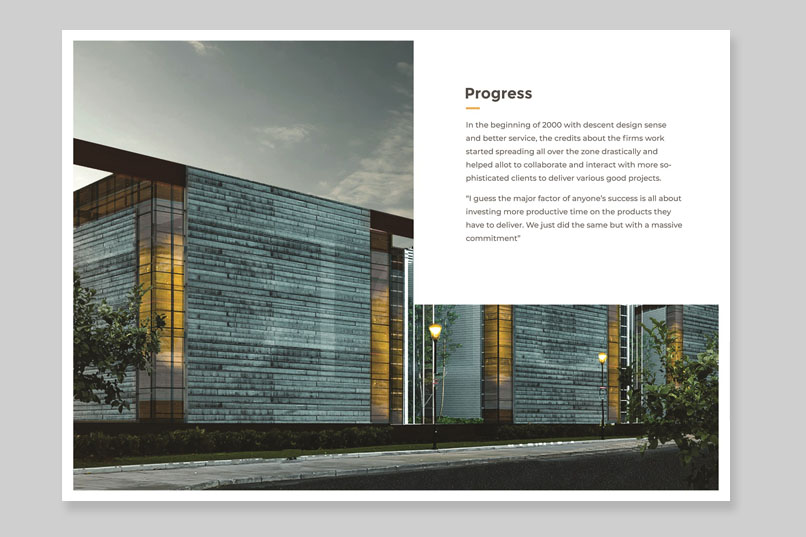 Progress
In the beginning of 2000 with descent design sense
and better service, the credits about the firms work
started spreading all over the zone drastically and
helped allot to collaborate and interact with more so-
phisticated clients to deliver various good projects.
“I guess the major factor of anyone’s success is all about
investing more productive time on the products they
have to deliver. We just did the same but with a massive
commitment”